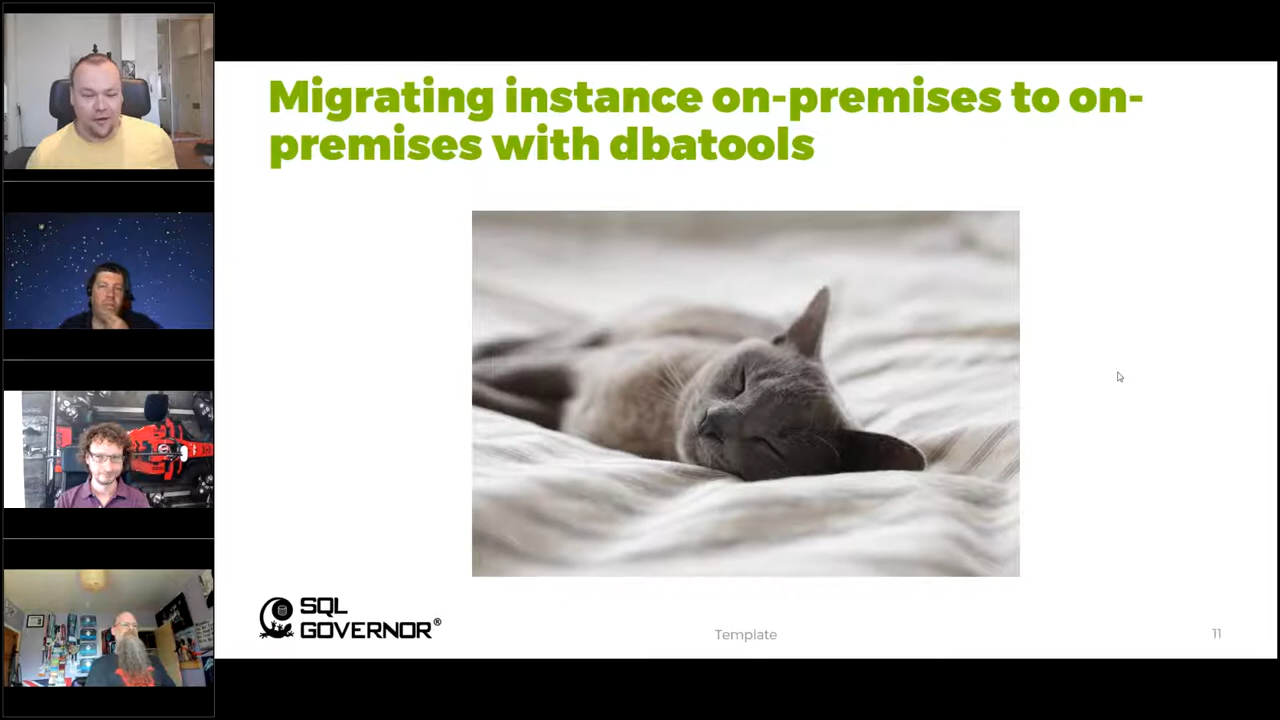 Migrating instance on-premises to on-
premises with dbatools
SQL
GOVERNOR®
Template
11